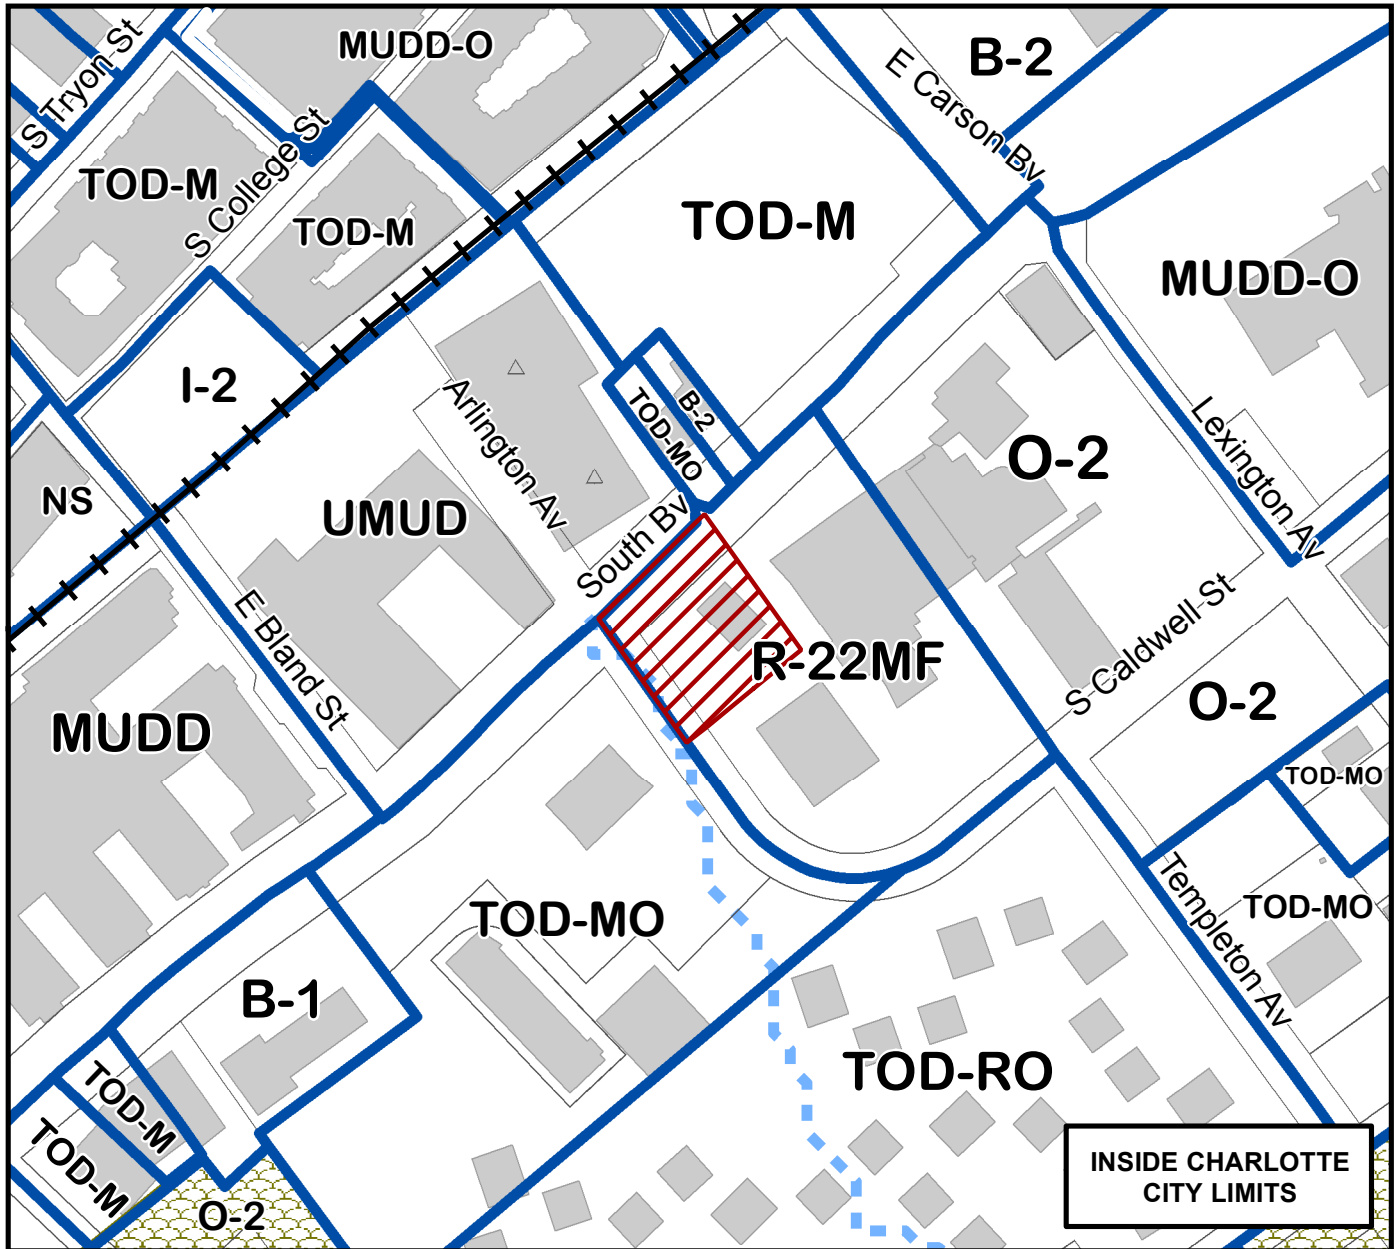 S Tryon St
MUDD-O
B-2
E Carson Bv
TOD-M
S College St
TOD-M
TOD-M
MUDD-O
I-2
Arlington Av
TOD-MO
B-2
Lexington Av
O-2
NS
UMUD
South Bv
E Bland St
S Caldwell St
R-22MF
O-2
MUDD
TOD-MO
TOD-MO
TOD-MO
Templeton Av
B-1
TOD-RO
TOD-M
TOD-M
O-2
INSIDE CHARLOTTE
CITY LIMITS